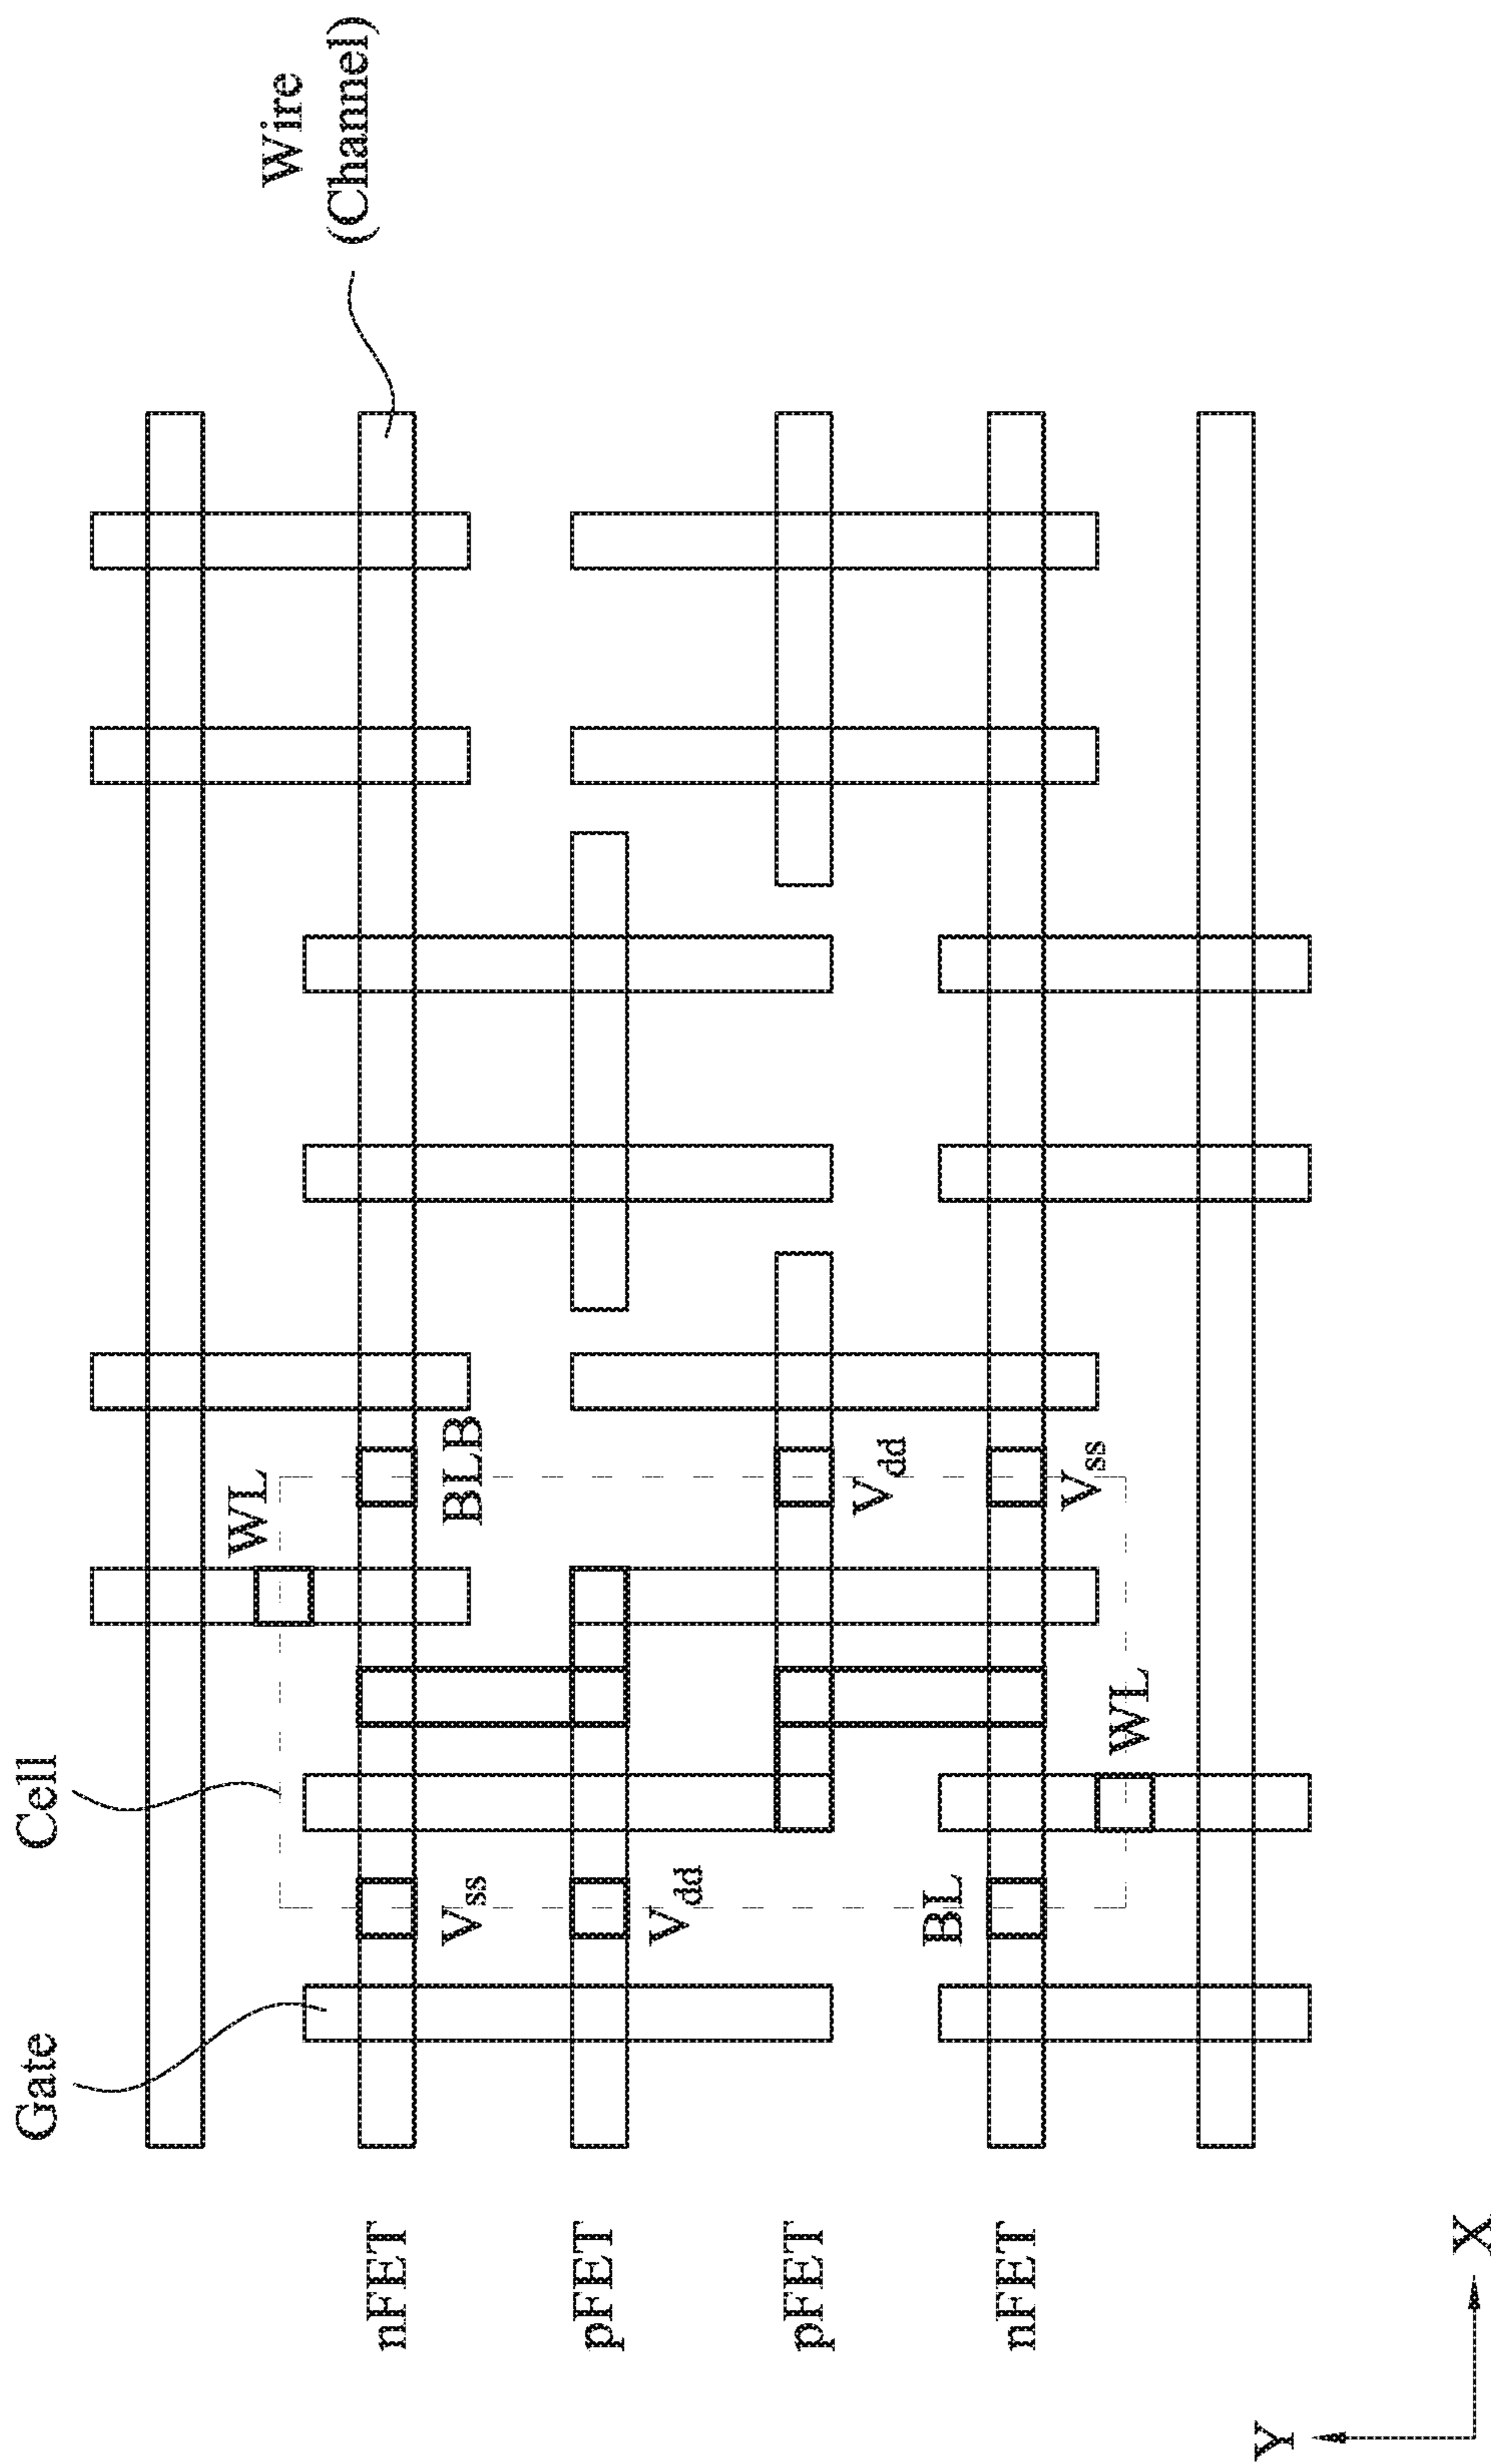 Gate
Cell
WL
Wire
(Channel)
nFET
Vss
BLB
pFET
Vdd
pFET
Vdd
BL
nFET
Vss
WL
Y
X